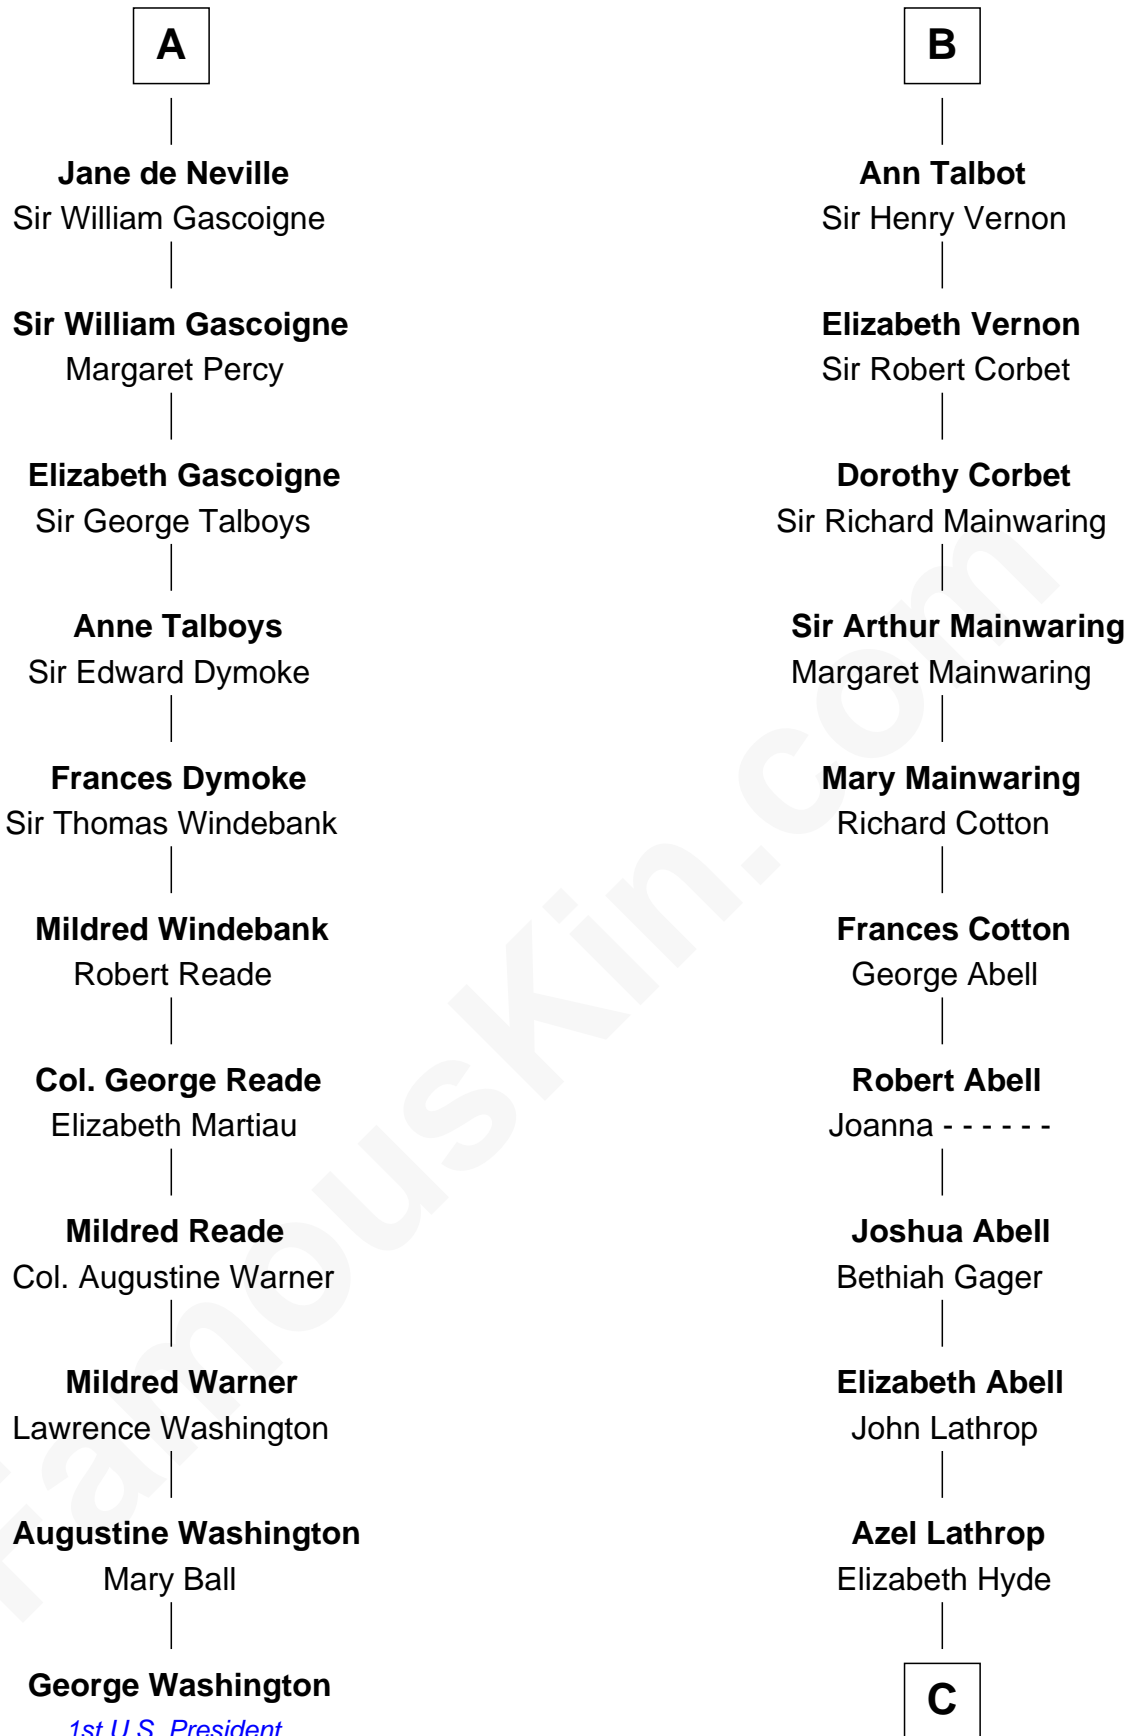 A
Jane de Neville
Sir William Gascoigne
Sir William Gascoigne
Margaret Percy
Elizabeth Gascoigne
Sir George Talboys
Anne Talboys
Sir Edward Dymoke
Frances Dymoke
Sir Thomas Windebank
Mildred Windebank
Robert Reade
Col. George Reade
Elizabeth Martiau
Mildred Reade
Col. Augustine Warner
Mildred Warner
Lawrence Washington
Augustine Washington
Mary Ball
George Washington
1st U.S. President
B
Ann Talbot
Sir Henry Vernon
Elizabeth Vernon
Sir Robert Corbet
Dorothy Corbet
Sir Richard Mainwaring
Sir Arthur Mainwaring
Margaret Mainwaring
Mary Mainwaring
Richard Cotton
Frances Cotton
George Abell
Robert Abell
Joanna - - - - - -
Joshua Abell
Bethiah Gager
Elizabeth Abell
John Lathrop
Azel Lathrop
Elizabeth Hyde
C
FamousKin.com